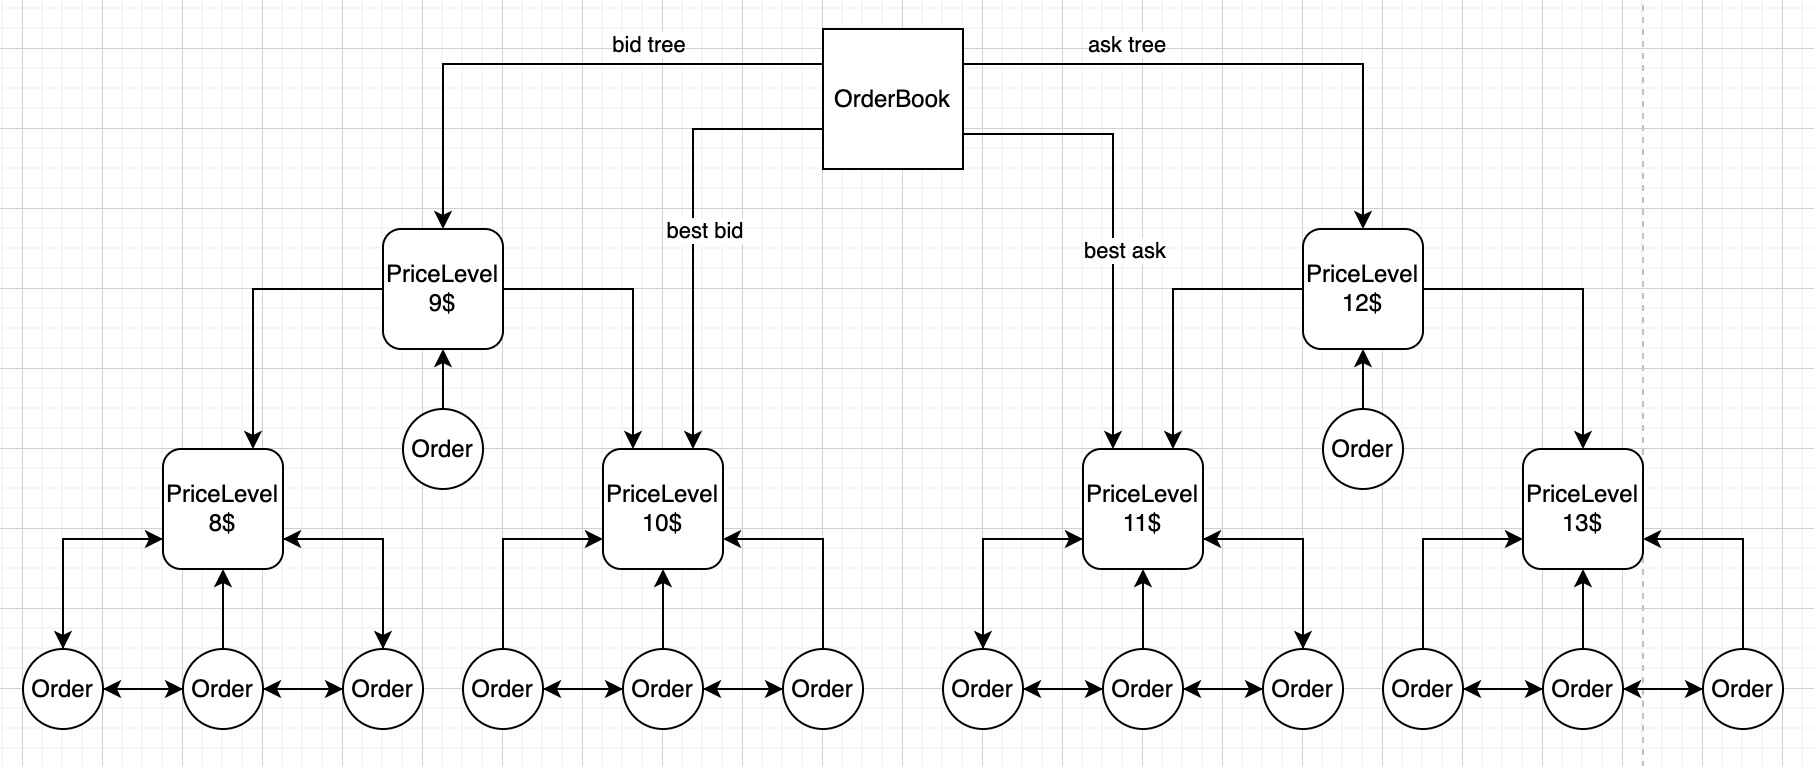 bid tree
ask tree
OrderBook
best bid
best ask
PriceLevel
9$
PriceLevel
12$
Order
Order
PriceLevel
8$
PriceLevel
10$
PriceLevel
11$
PriceLevel
13$
Order
Order
Order
Order
Order
Order
Order
Order
Order
Order
Order
Order